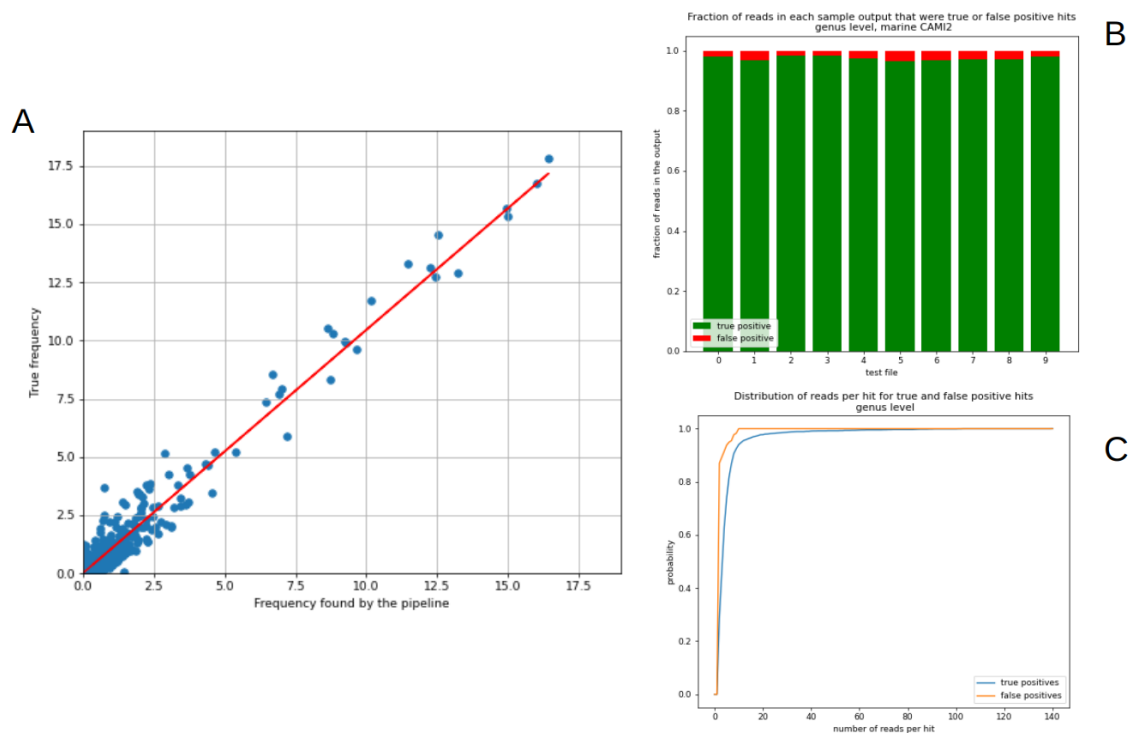 A
17.5
15.0
12.5
10.0
7.5
5.0
2.5
0.0
0.0 2.5 5.0 7.5 10.0 12.5 15.0 17.5
True frequency
Frequency found by the pipeline
B
Fraction of reads in each sample output that were true or false positive hits
genus level, marine CAMI2
1.0
0.8
0.6
0.4
0.2
0.0
fraction of reads in the output
true positive
false positive
0 1 2 3 4 5 6 7 8 9
test file
C
Distribution of reads per hit for true and false positive hits
genus level
1.0
0.8
0.6
0.4
0.2
0.0
probability
true positives
false positives
0 20 40 60 80 100 120 140
number of reads per hit